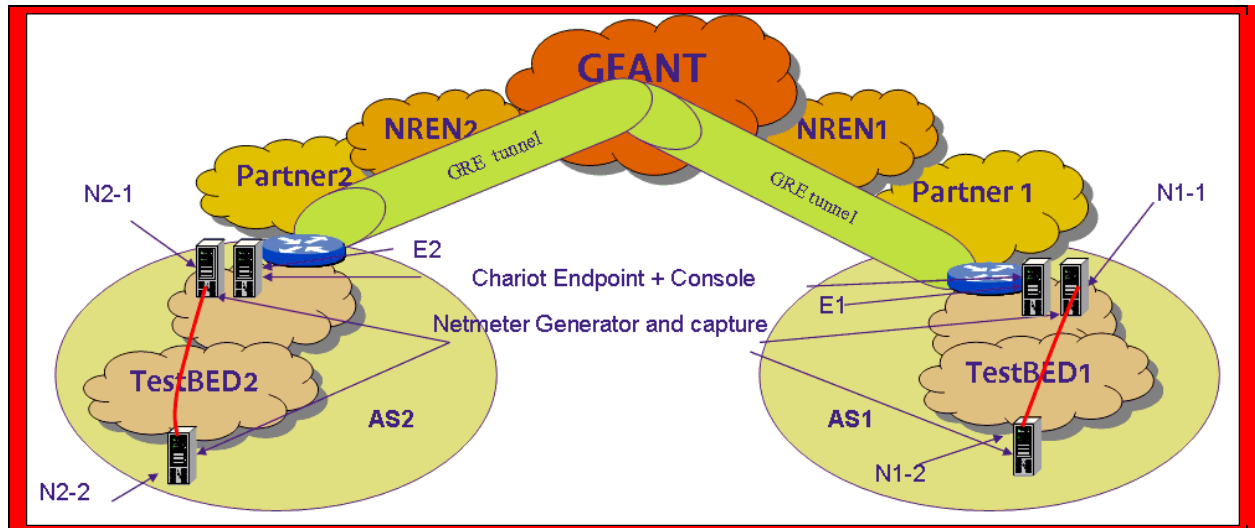 GEANT
NREN2
NREN1
GRE tunnel
GRE tunnel
Partner2
Partner 1
N2-1
N1-1
E2
Chariot Endpoint + Console
E1
Netmeter Generator and capture
TestBED2
TestBED1
AS2
AS1
N1-2
N2-2